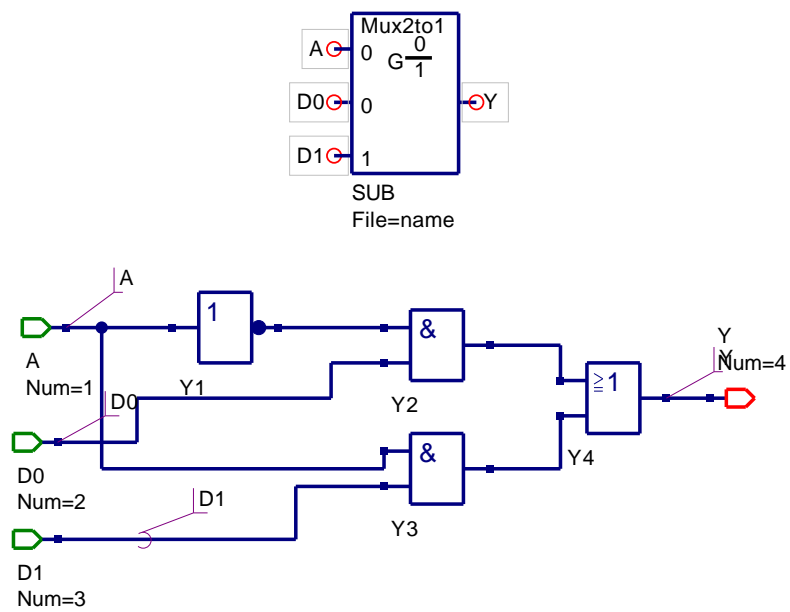 Mux2to1
A
0
G
0
1
D0
0
Y
D1
1
SUB
File=name
A
1
&
Y
Y
Num=4
A
Num=1
≥1
Y1
D0
Y2
&
D0
Num=2
Y4
D1
Y3
D1
Num=3